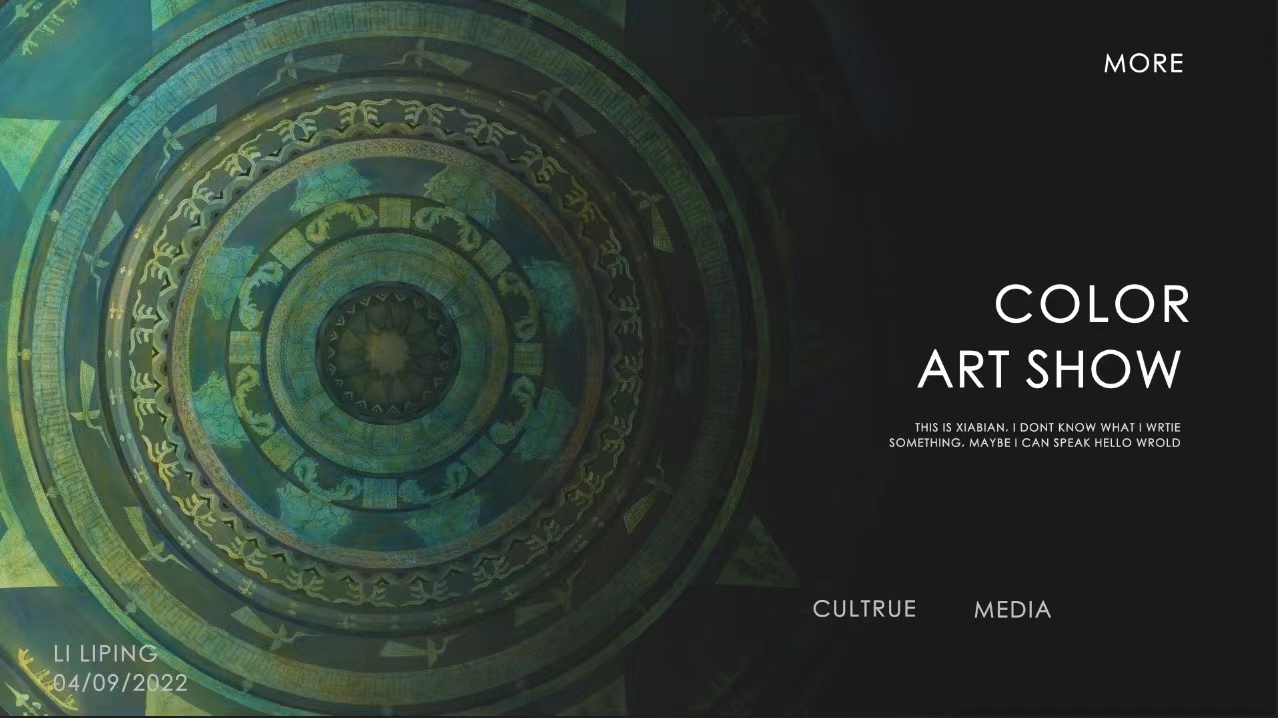 MORE
COLOR
ART SHOW
THIS IS XIABIAN, I DONT KNOW WHAT I WRTIE
SOMETHING, MAYBE I CAN SPEAK HELLO WROLD
CULTRUE MEDIA
LI LIPING
04/09/2022